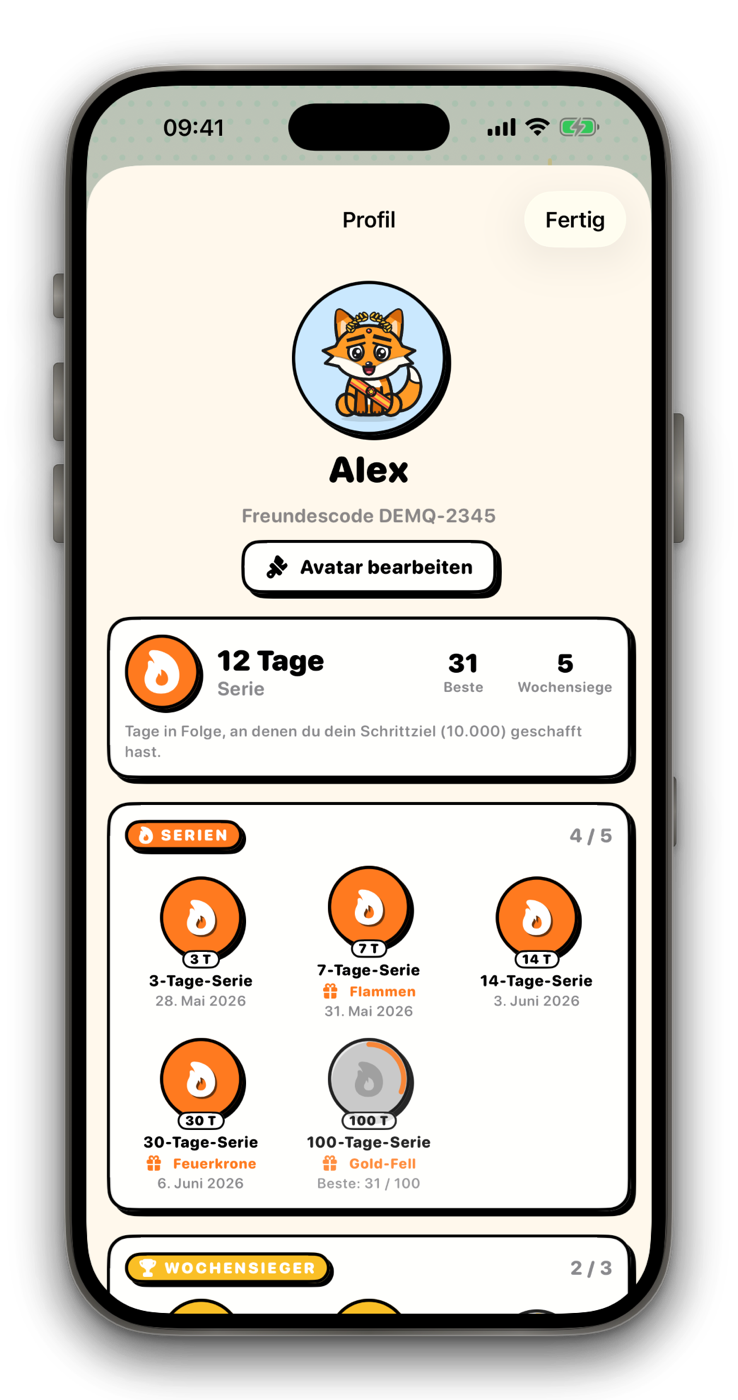 09:41
Profil
Fertig
Alex
Freundescode DEMQ-2345
Avatar bearbeiten
12 Tage
Serie
31
Beste
5
Wochensiege
Tage in Folge, an denen du dein Schrittziel (10.000) geschafft
hast.
SERIEN
4 / 5
3 T
3-Tage-Serie
28. Mai 2026
7 T
7-Tage-Serie
Flammen
31. Mai 2026
14 T
14-Tage-Serie
3. Juni 2026
30 T
30-Tage-Serie
Feuerkrone
6. Juni 2026
100 T
100-Tage-Serie
Gold-Fell
Beste: 31 / 100
WOCHENSIEGER
2 / 3